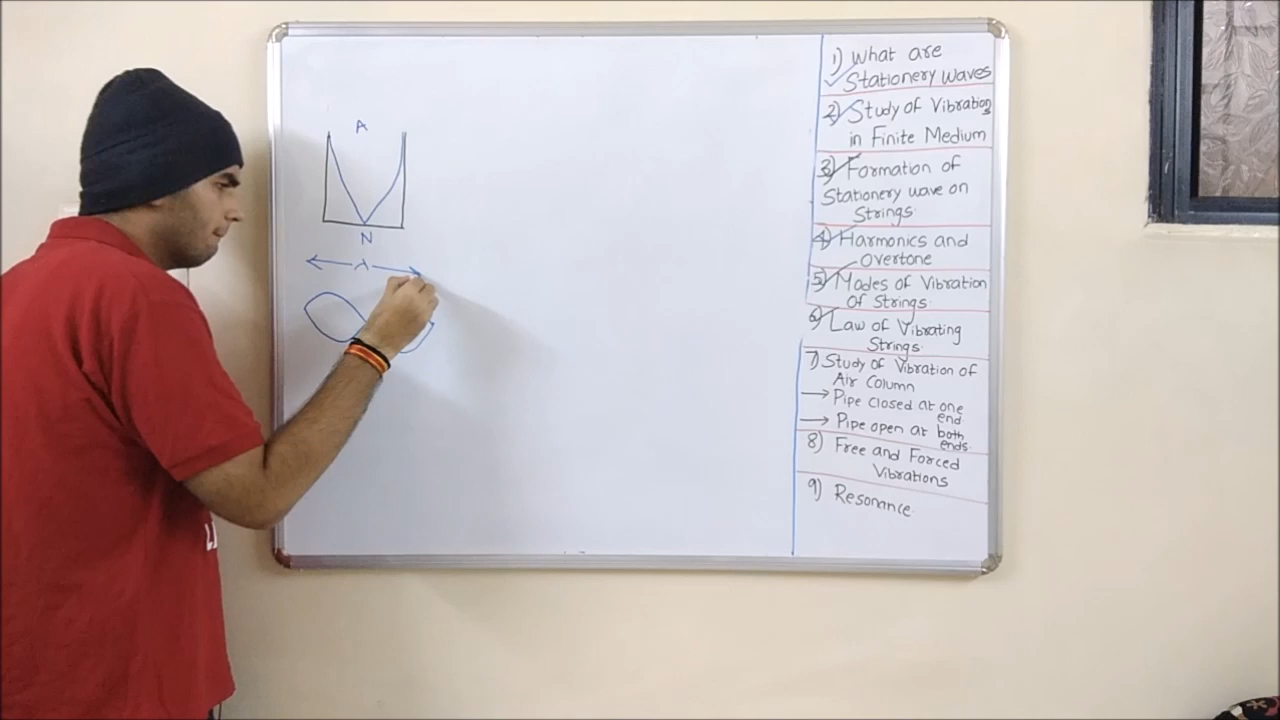 A
N
λ
1) What are
Stationery waves
2) Study of Vibrations
in Finite Medium
3) Formation of
Stationery wave on
Strings.
4) Harmonics and
Overtone
5) Modes of Vibration
of Strings.
6) Law of Vibrating
Strings.
7) Study of Vibration of
Air Column
→ Pipe closed at one
end
→ Pipe open at both
ends.
8) Free and Forced
Vibrations
9) Resonance.